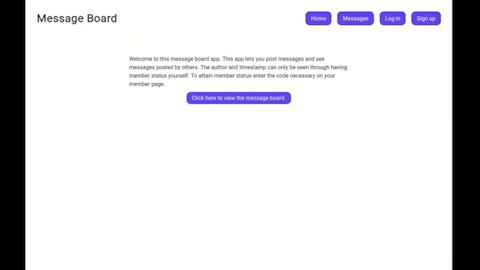 Message Board
Home
Messages
Log in
Sign up
Welcome to this message board app. This app lets you post messages and see
messages posted by others. The author and timestamp can only be seen through having
member status yourself. To attain member status enter the code necessary on your
member page.
Click here to view the message board.